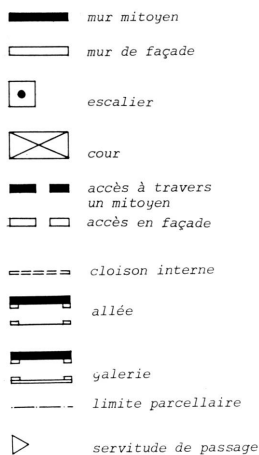 mur mitoyen
mur de façade
escalier
cour
accès à travers
un mitoyen
accès en façade
cloison interne
allée
galerie
limite parcellaire
servitude de passage